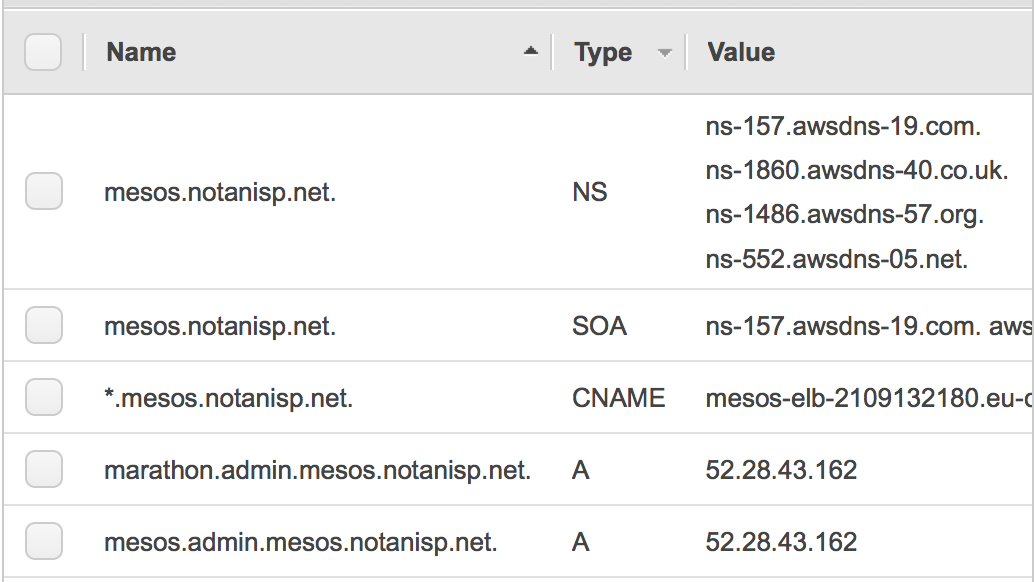 Name Type Value
ns-157.awsdns-19.com.
ns-1860.awsdns-40.co.uk.
mesos.notanisp.net. NS
ns-1486.awsdns-57.org.
ns-552.awsdns-05.net.
mesos.notanisp.net. SOA ns-157.awsdns-19.com. aws
*.mesos.notanisp.net. CNAME mesos-elb-2109132180.eu-c
marathon.admin.mesos.notanisp.net. A 52.28.43.162
mesos.admin.mesos.notanisp.net. A 52.28.43.162